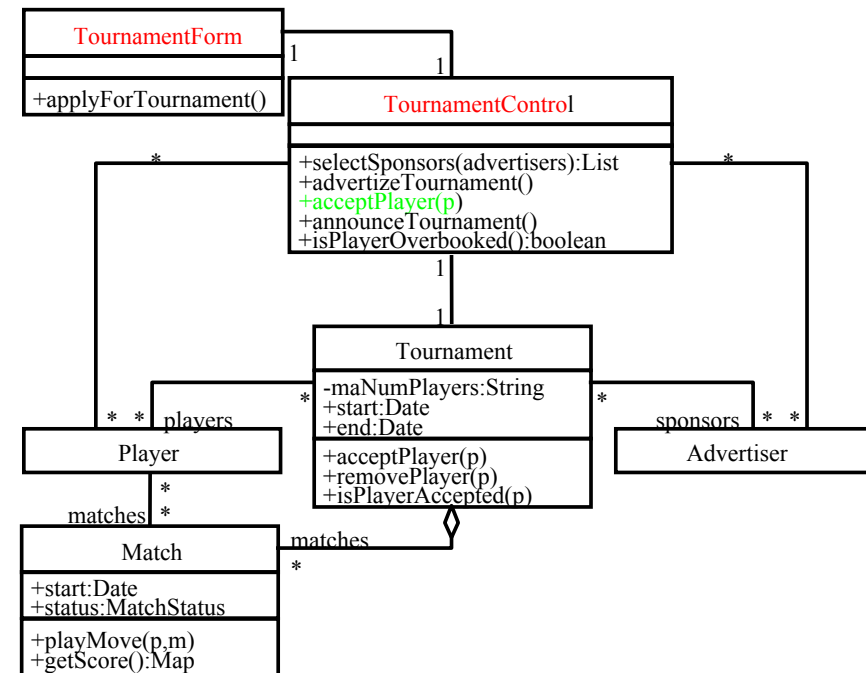 TournamentForm
1
+applyForTournament()
1
TournamentControl
*
*
+selectSponsors(advertisers):List
+advertizeTournament()
+acceptPlayer(p)
+announceTournament()
+isPlayerOverbooked():boolean
1
1
Tournament
-maNumPlayers:String
+start:Date
+end:Date
*
*
* * players
sponsors * *
Player
Advertiser
+acceptPlayer(p)
+removePlayer(p)
+isPlayerAccepted(p)
*
matches *
Match
matches
*
+start:Date
+status:MatchStatus
+playMove(p,m)
+getScore():Map